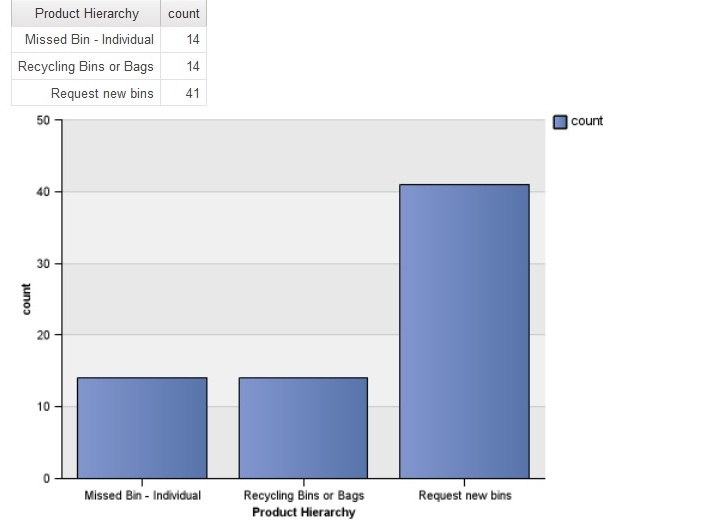 Product Hierarchy count
Missed Bin - Individual 14
Recycling Bins or Bags 14
Request new bins 41
50
count
40
30
count
20
10
0
Missed Bin - Individual Recycling Bins or Bags Request new bins
Product Hierarchy